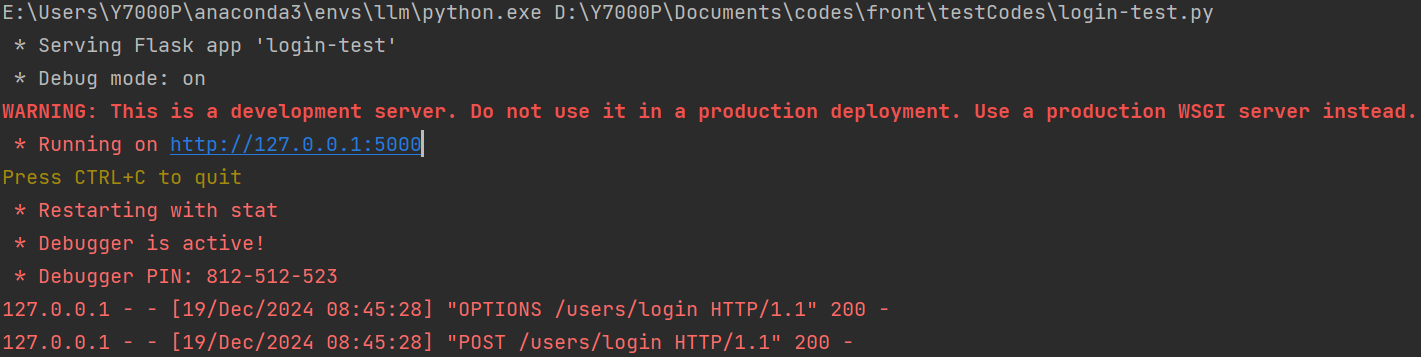 E:\Users\Y7000P\anaconda3\envs\llm\python.exe D:\Y7000P\Documents\codes\front\testCodes\login-test.py
 * Serving Flask app 'login-test'
 * Debug mode: on
WARNING: This is a development server. Do not use it in a production deployment. Use a production WSGI server instead.
 * Running on http://127.0.0.1:5000
Press CTRL+C to quit
 * Restarting with stat
 * Debugger is active!
 * Debugger PIN: 812-512-523
127.0.0.1 - - [19/Dec/2024 08:45:28] "OPTIONS /users/login HTTP/1.1" 200 -
127.0.0.1 - - [19/Dec/2024 08:45:28] "POST /users/login HTTP/1.1" 200 -